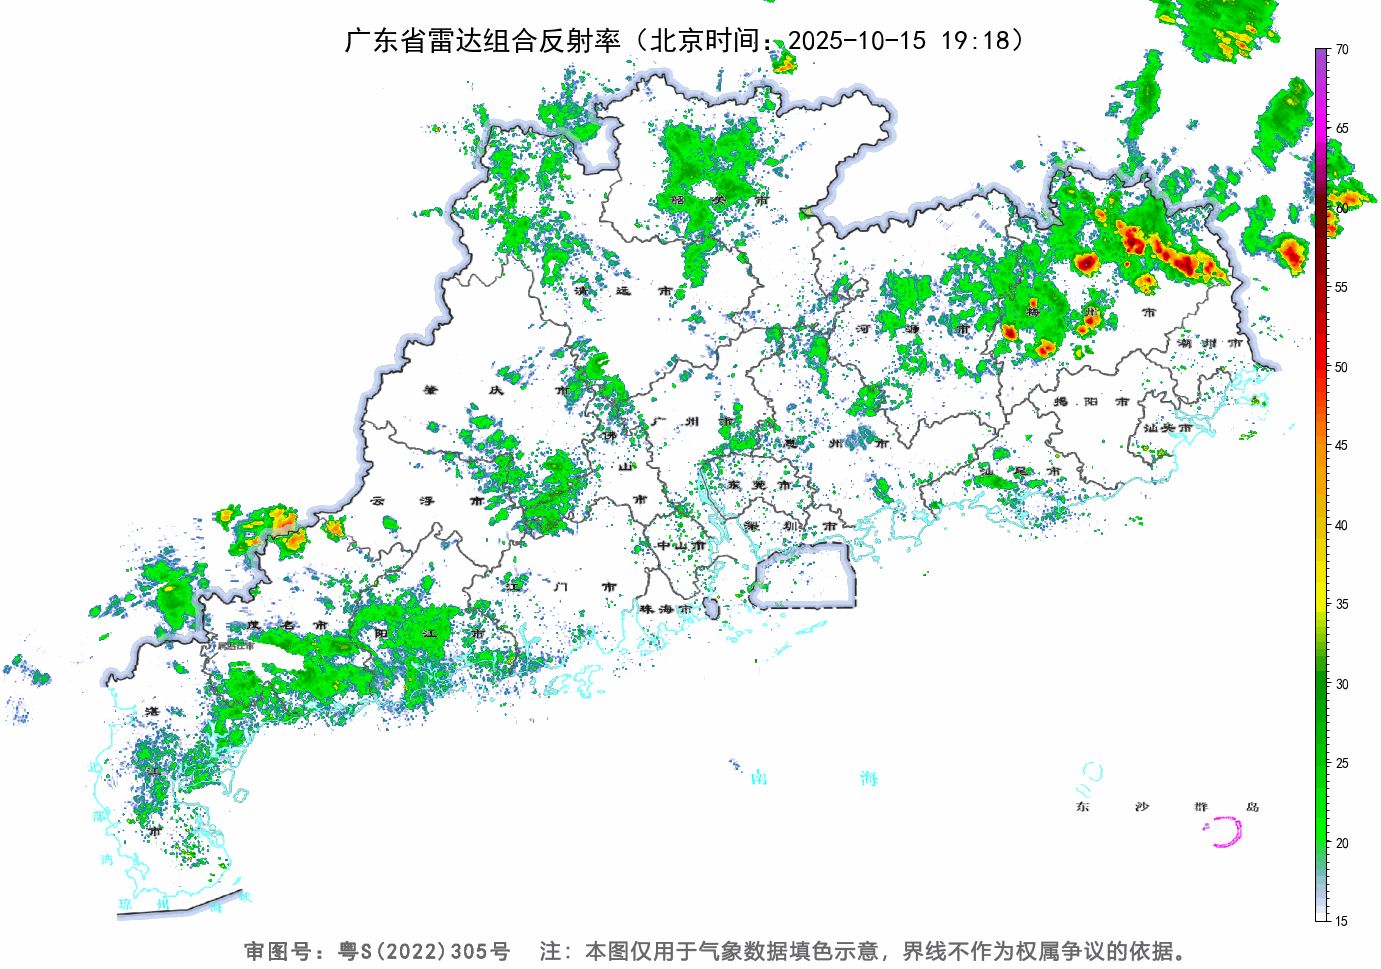 广东省雷达组合反射率（北京时间：2025-10-15 19:18）
70
65
60
55
50
45
40
35
30
25
20
15
韶关市
清远市
河源市
梅州市
潮州市
肇庆市
广州市
惠州市
揭阳市
汕头市
佛山市
云浮市
东莞市
汕尾市
深圳市
中山市
江门市
珠海市
茂名市
阳江市
湛江市
北部湾
琼州海峡
南海
东沙群岛
审图号：粤S(2022)305号 注：本图仅用于气象数据填色示意，界线不作为权属争议的依据。